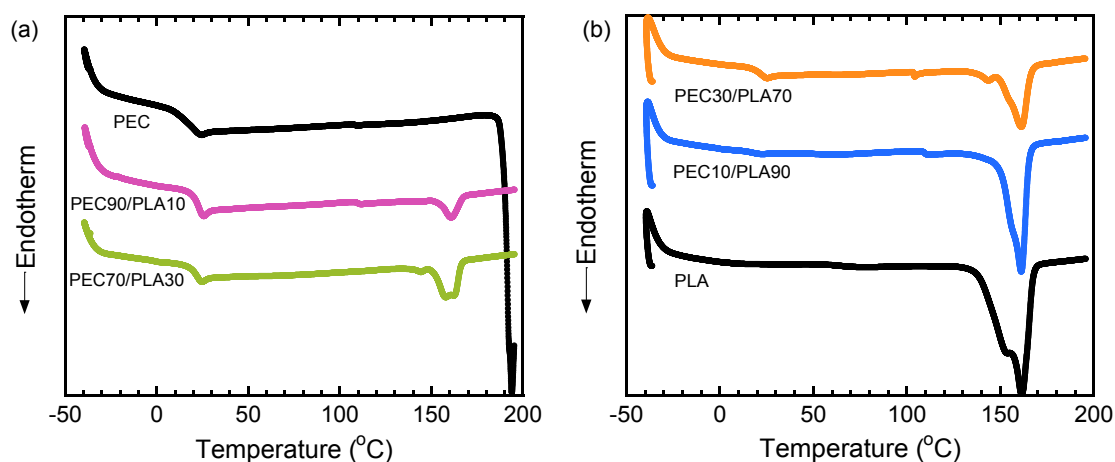 (a)
PEC
PEC90/PLA10
PEC70/PLA30
Endotherm
-50 0 50 100 150 200
Temperature (°C)
(b)
PEC30/PLA70
PEC10/PLA90
PLA
Endotherm
-50 0 50 100 150 200
Temperature (°C)